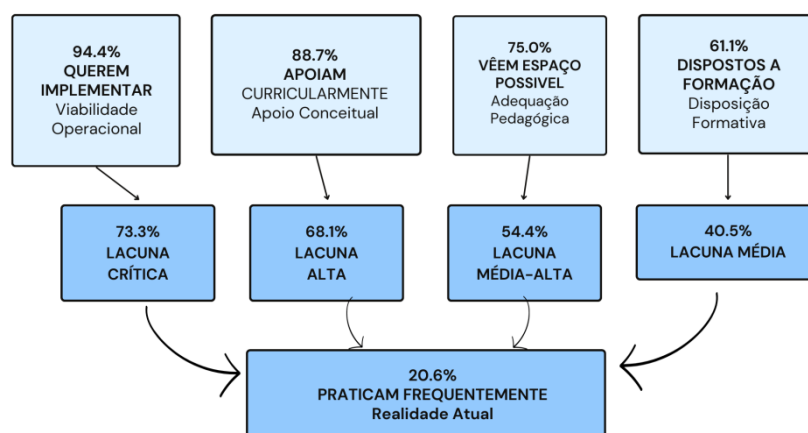 94.4%
QUEREM
IMPLEMENTAR
Viabilidade
Operacional
88.7%
APOIAM
CURRICULARMENTE
Apoio Conceitual
75.0%
VÊEM ESPAÇO
POSSIVEL
Adequação
Pedagógica
61.1%
DISPOSTOS A
FORMAÇÃO
Disposição
Formativa
73.3%
LACUNA
CRÍTICA
68.1%
LACUNA
ALTA
54.4%
LACUNA
MÉDIA-ALTA
40.5%
LACUNA MÉDIA
20.6%
PRATICAM FREQUENTEMENTE
Realidade Atual